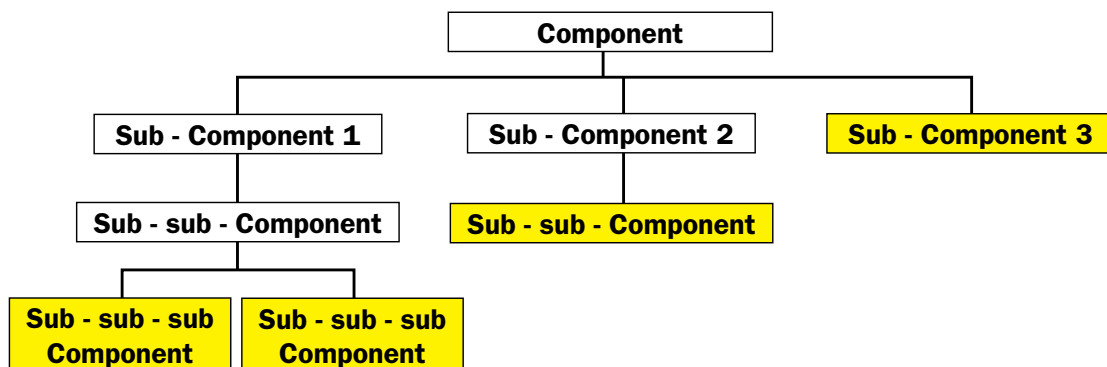 Component
Sub - Component 1
Sub - Component 2
Sub - Component 3
Sub - sub - Component
Sub - sub - Component
Sub - sub - sub
Component
Sub - sub - sub
Component